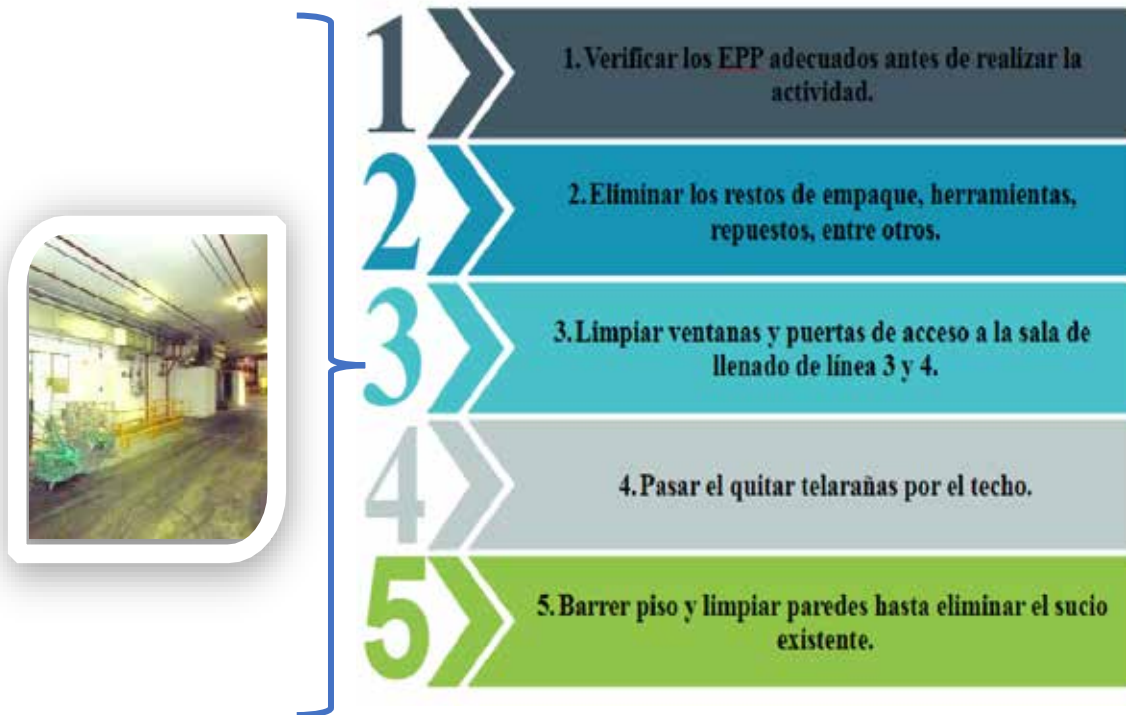 1
1. Verificar los EPP adecuados antes de realizar la
actividad.
2
2. Eliminar los restos de empaque, herramientas,
repuestos, entre otros.
3
3. Limpiar ventanas y puertas de acceso a la sala de
llenado de línea 3 y 4.
4
4. Pasar el quitar telarañas por el techo.
5
5. Barrer piso y limpiar paredes hasta eliminar el sucio
existente.